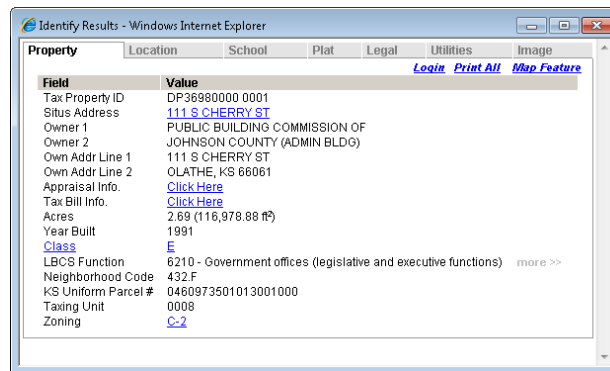 Identify Results - Windows Internet Explorer
Property Location School Plat Legal Utilities Image
Login Print All Map Feature
Field Value
Tax Property ID DP36980000 0001
Situs Address 111 S CHERRY ST
Owner 1 PUBLIC BUILDING COMMISSION OF
Owner 2 JOHNSON COUNTY (ADMIN BLDG)
Own Addr Line 1 111 S CHERRY ST
Own Addr Line 2 OLATHE, KS 66061
Appraisal Info. Click Here
Tax Bill Info. Click Here
Acres 2.69 (116,978.88 ft²)
Year Built 1991
Class E
LBCS Function 6210 - Government offices (legislative and executive functions) more >>
Neighborhood Code 432.F
KS Uniform Parcel # 0460973501013001000
Taxing Unit 0008
Zoning C-2